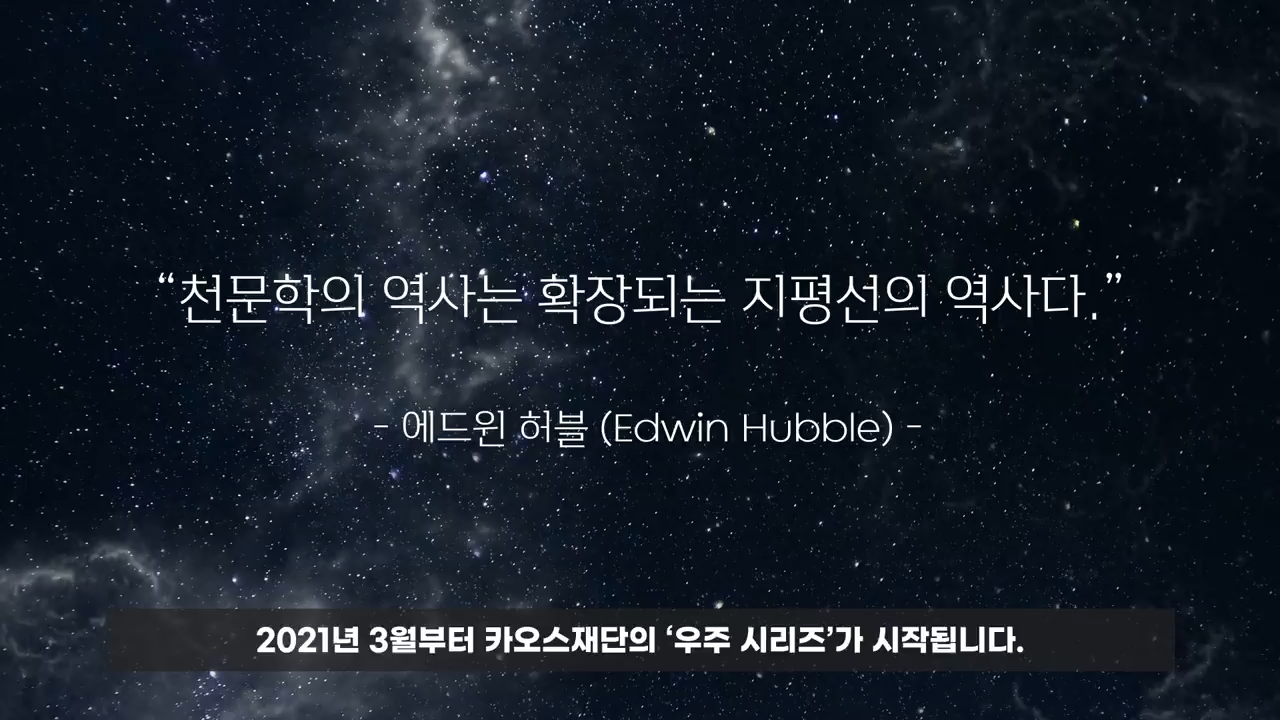 “천문학의 역사는 확장되는 지평선의 역사다.”
- 에드윈 허블 (Edwin Hubble) -
2021년 3월부터 카오스재단의 ‘우주 시리즈’가 시작됩니다.